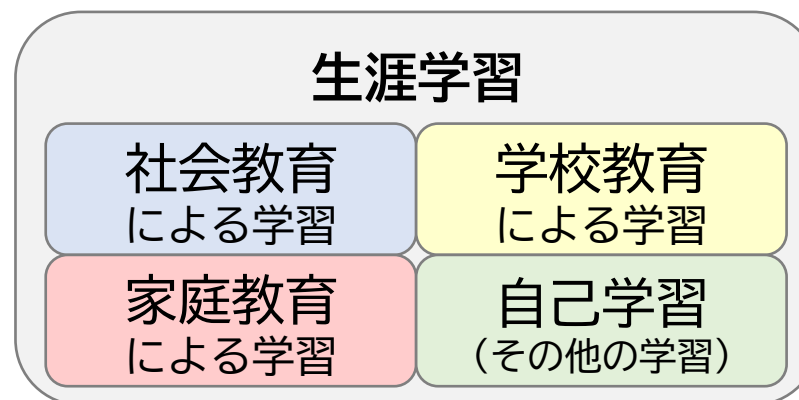 生涯学習
社会教育
による学習
学校教育
による学習
家庭教育
による学習
自己学習
（その他の学習）